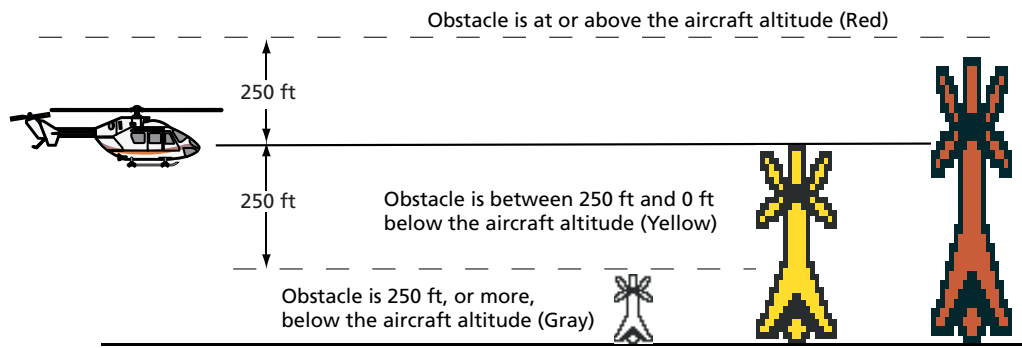 Obstacle is at or above the aircraft altitude (Red)
250 ft
250 ft
Obstacle is between 250 ft and 0 ft
below the aircraft altitude (Yellow)
Obstacle is 250 ft, or more,
below the aircraft altitude (Gray)